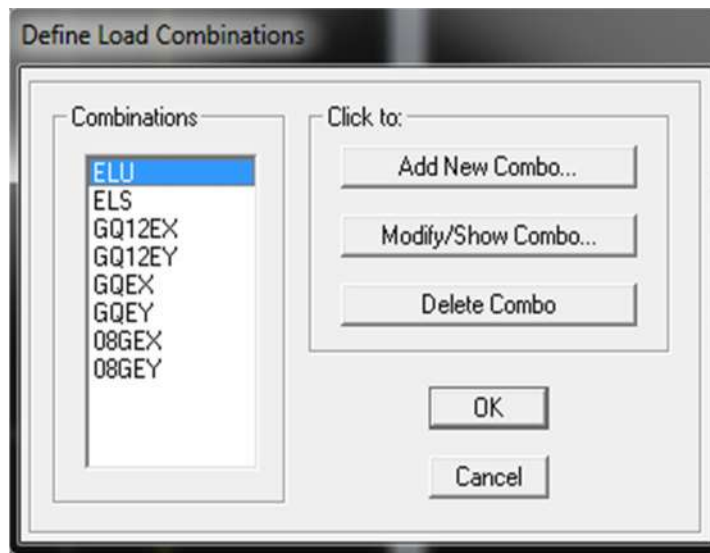 Define Load Combinations
Combinations
ELU
ELS
GQ12EX
GQ12EY
GQEX
GQEY
08GEX
08GEY
Click to:
Add New Combo...
Modify/Show Combo...
Delete Combo
OK
Cancel